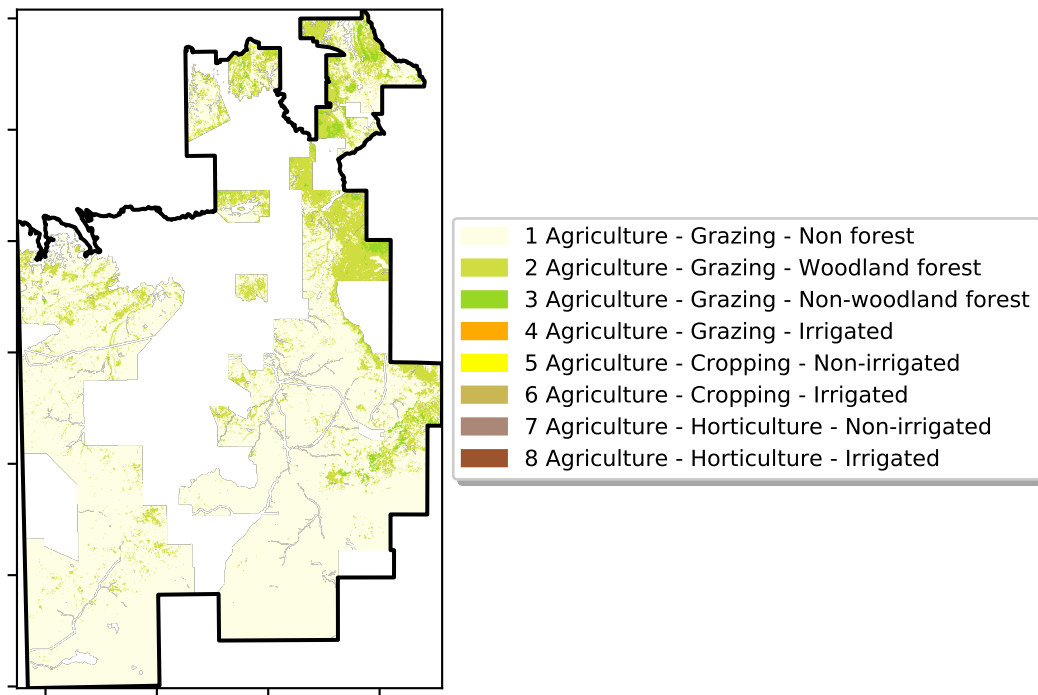 1 Agriculture - Grazing - Non forest
2 Agriculture - Grazing - Woodland forest
3 Agriculture - Grazing - Non-woodland forest
4 Agriculture - Grazing - Irrigated
5 Agriculture - Cropping - Non-irrigated
6 Agriculture - Cropping - Irrigated
7 Agriculture - Horticulture - Non-irrigated
8 Agriculture - Horticulture - Irrigated